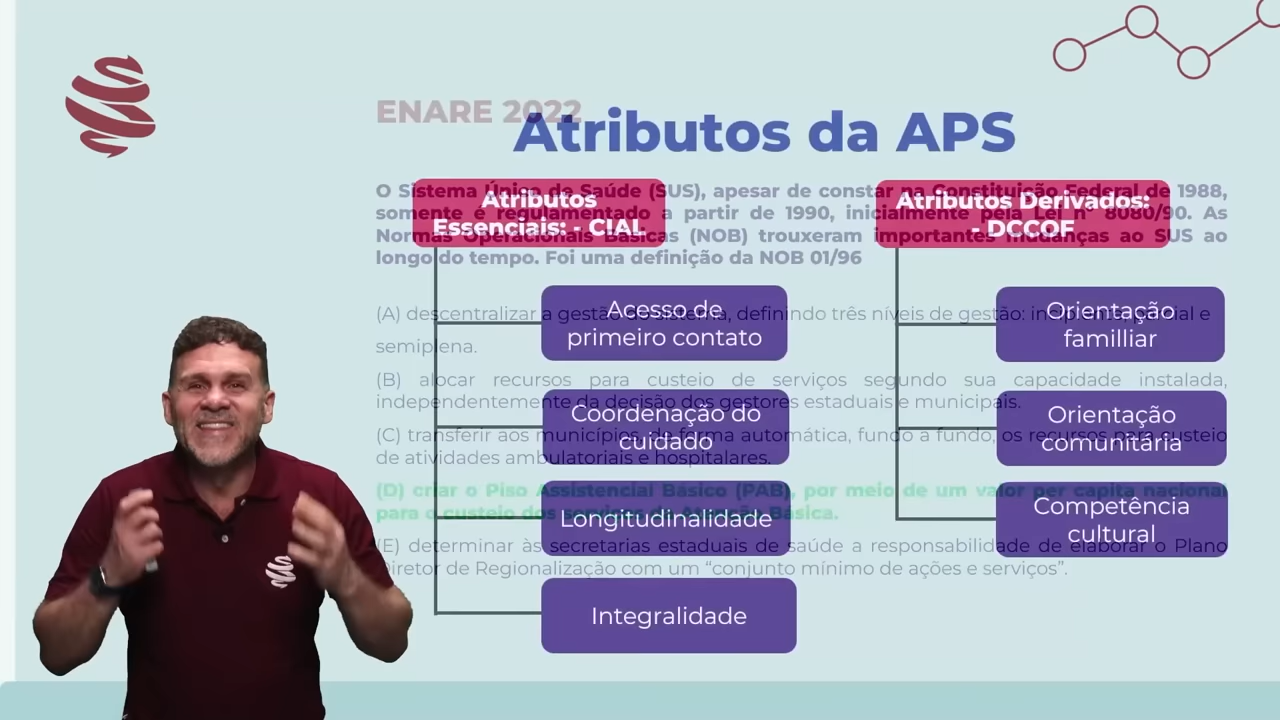 ENARE 2022
Atributos da APS
O Sistema Único de Saúde (SUS), apesar de constar na Constituição Federal de 1988,
somente é regulamentado a partir de 1990, inicialmente pela Lei nº 8080/90. As
Normas Operacionais Básicas (NOB) trouxeram importantes mudanças ao SUS ao
longo do tempo. Foi uma definição da NOB 01/96
(A) descentralizar a gestão do sistema, definindo três níveis de gestão: incipiente, parcial e
semiplena.
(B) alocar recursos para custeio de serviços segundo sua capacidade instalada,
independentemente da decisão dos gestores estaduais e municipais.
(C) transferir aos municípios, de forma automática, fundo a fundo, os recursos para custeio
de atividades ambulatoriais e hospitalares.
(D) criar o Piso Assistencial Básico (PAB), por meio de um valor per capita nacional
para o custeio dos serviços de Atenção Básica.
(E) determinar às secretarias estaduais de saúde a responsabilidade de elaborar o Plano
Diretor de Regionalização com um “conjunto mínimo de ações e serviços”.
Atributos
Essenciais: - CIAL
Acesso de
primeiro contato
Coordenação do
cuidado
Longitudinalidade
Integralidade
Atributos Derivados:
- DCCOF
Orientação
familliar
Orientação
comunitária
Competência
cultural